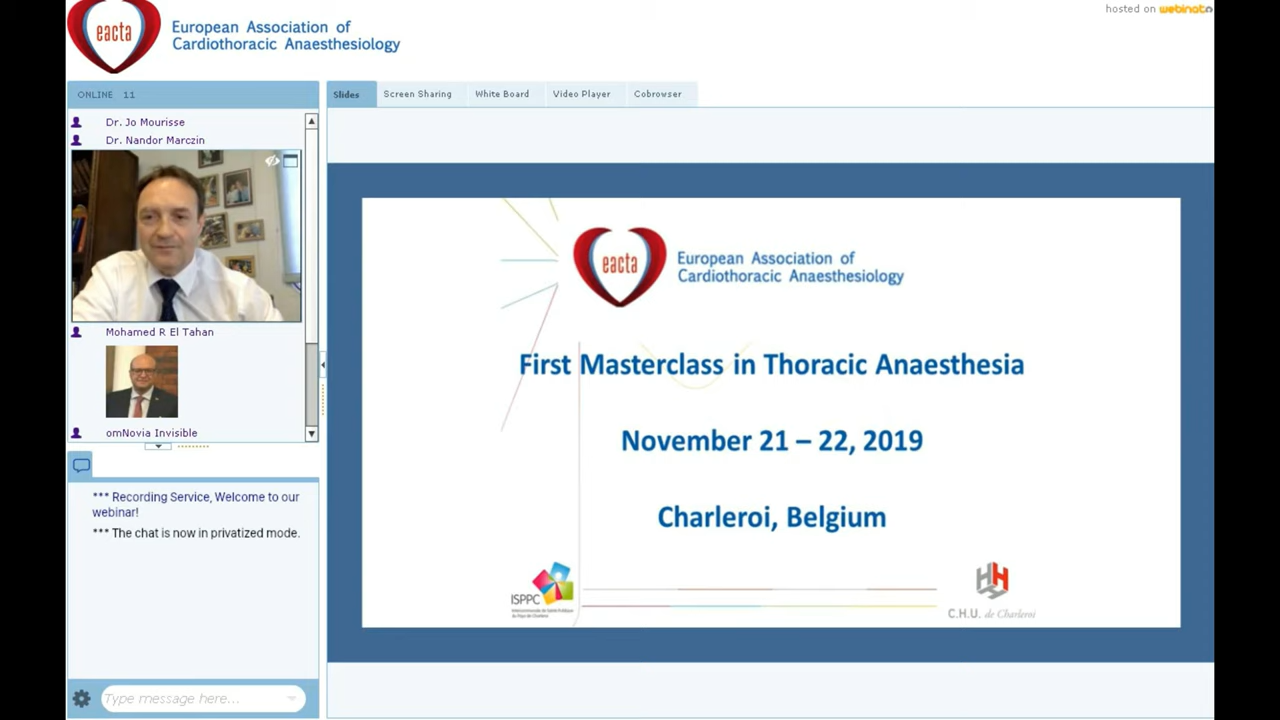 hosted on webinato
eacta
European Association of
Cardiothoracic Anaesthesiology
ONLINE 11
Slides
Screen Sharing
White Board
Video Player
Cobrowser
Dr. Jo Mourisse
Dr. Nandor Marczin
Mohamed R El Tahan
omNovia Invisible
*** Recording Service, Welcome to our
webinar!
*** The chat is now in privatized mode.
Type message here...
eacta
European Association of
Cardiothoracic Anaesthesiology
First Masterclass in Thoracic Anaesthesia
November 21 – 22, 2019
Charleroi, Belgium
ISPPC
C.H.U. de Charleroi